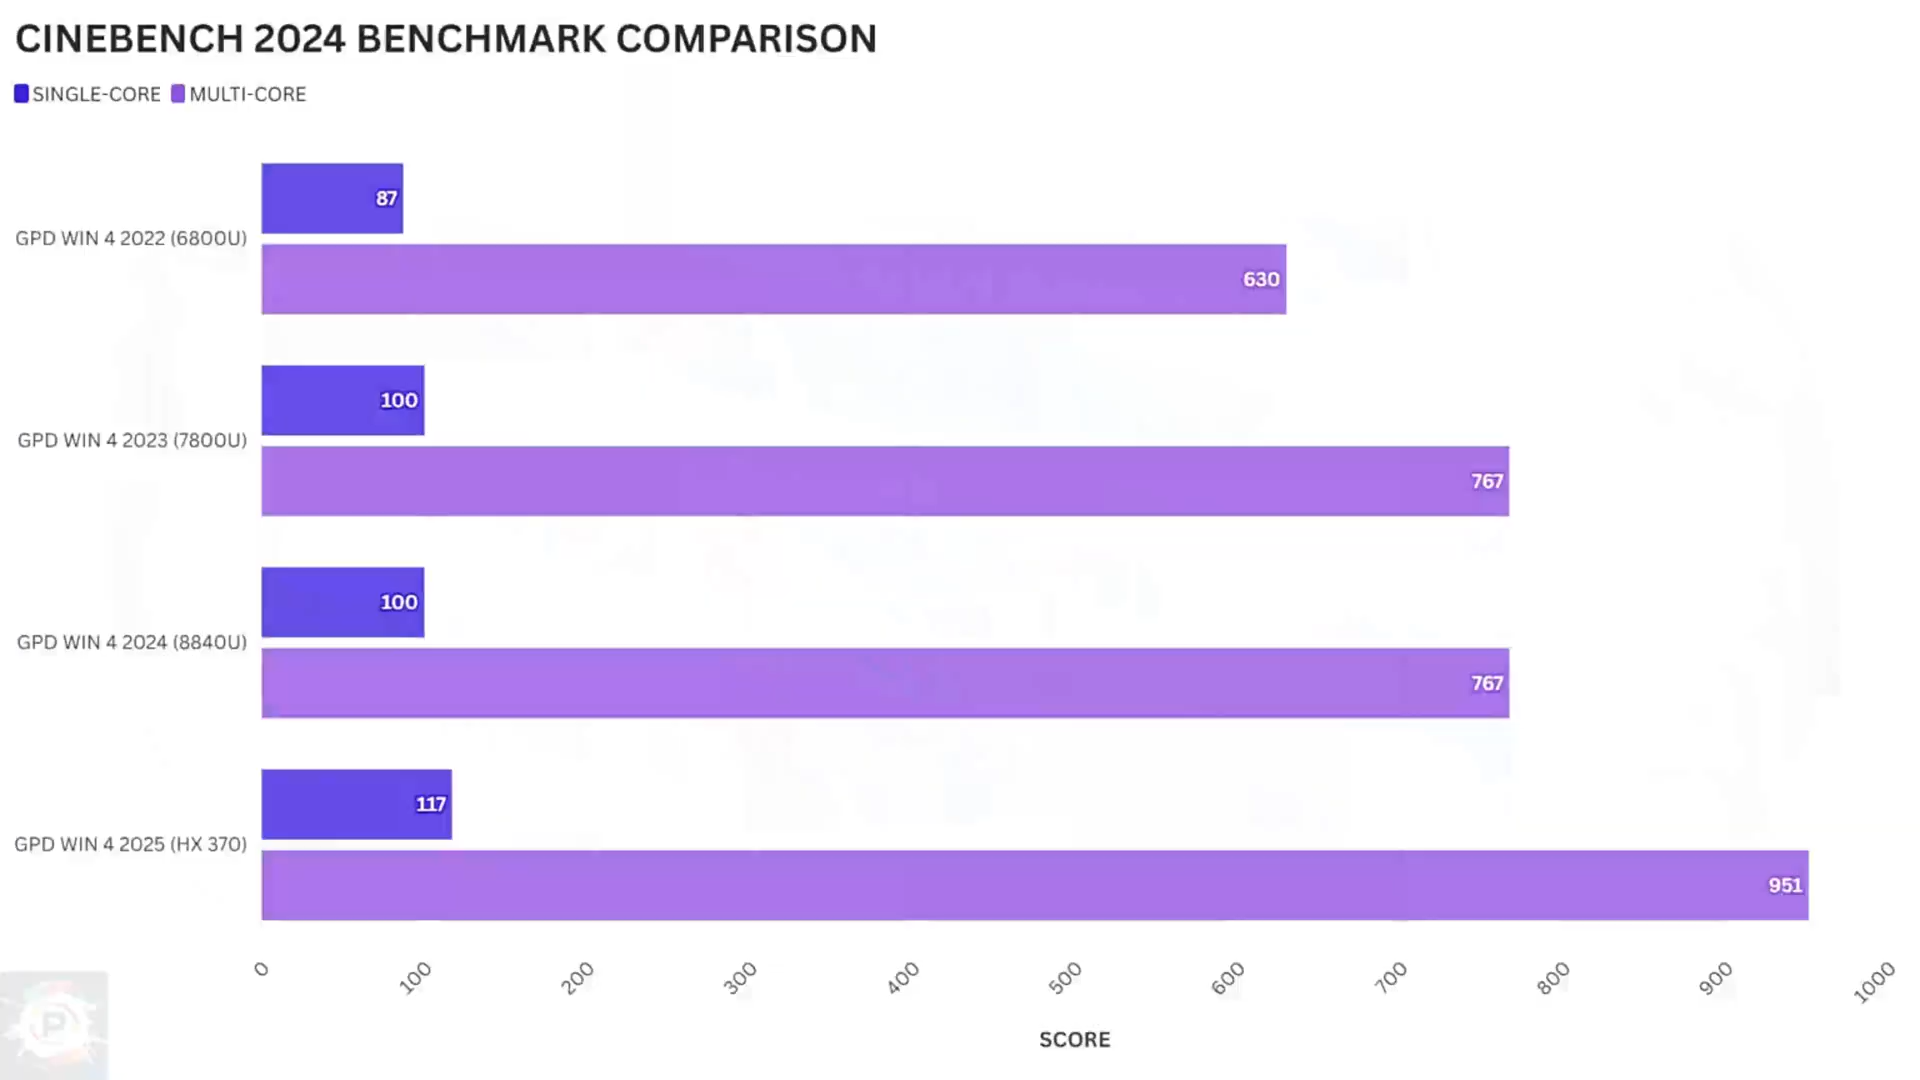 CINEBENCH 2024 BENCHMARK COMPARISON
SINGLE-CORE MULTI-CORE
87
GPD WIN 4 2022 (6800U)
630
100
GPD WIN 4 2023 (7800U)
767
100
GPD WIN 4 2024 (8840U)
767
117
GPD WIN 4 2025 (HX 370)
951
0 100 200 300 400 500 600 700 800 900 1000
SCORE
P